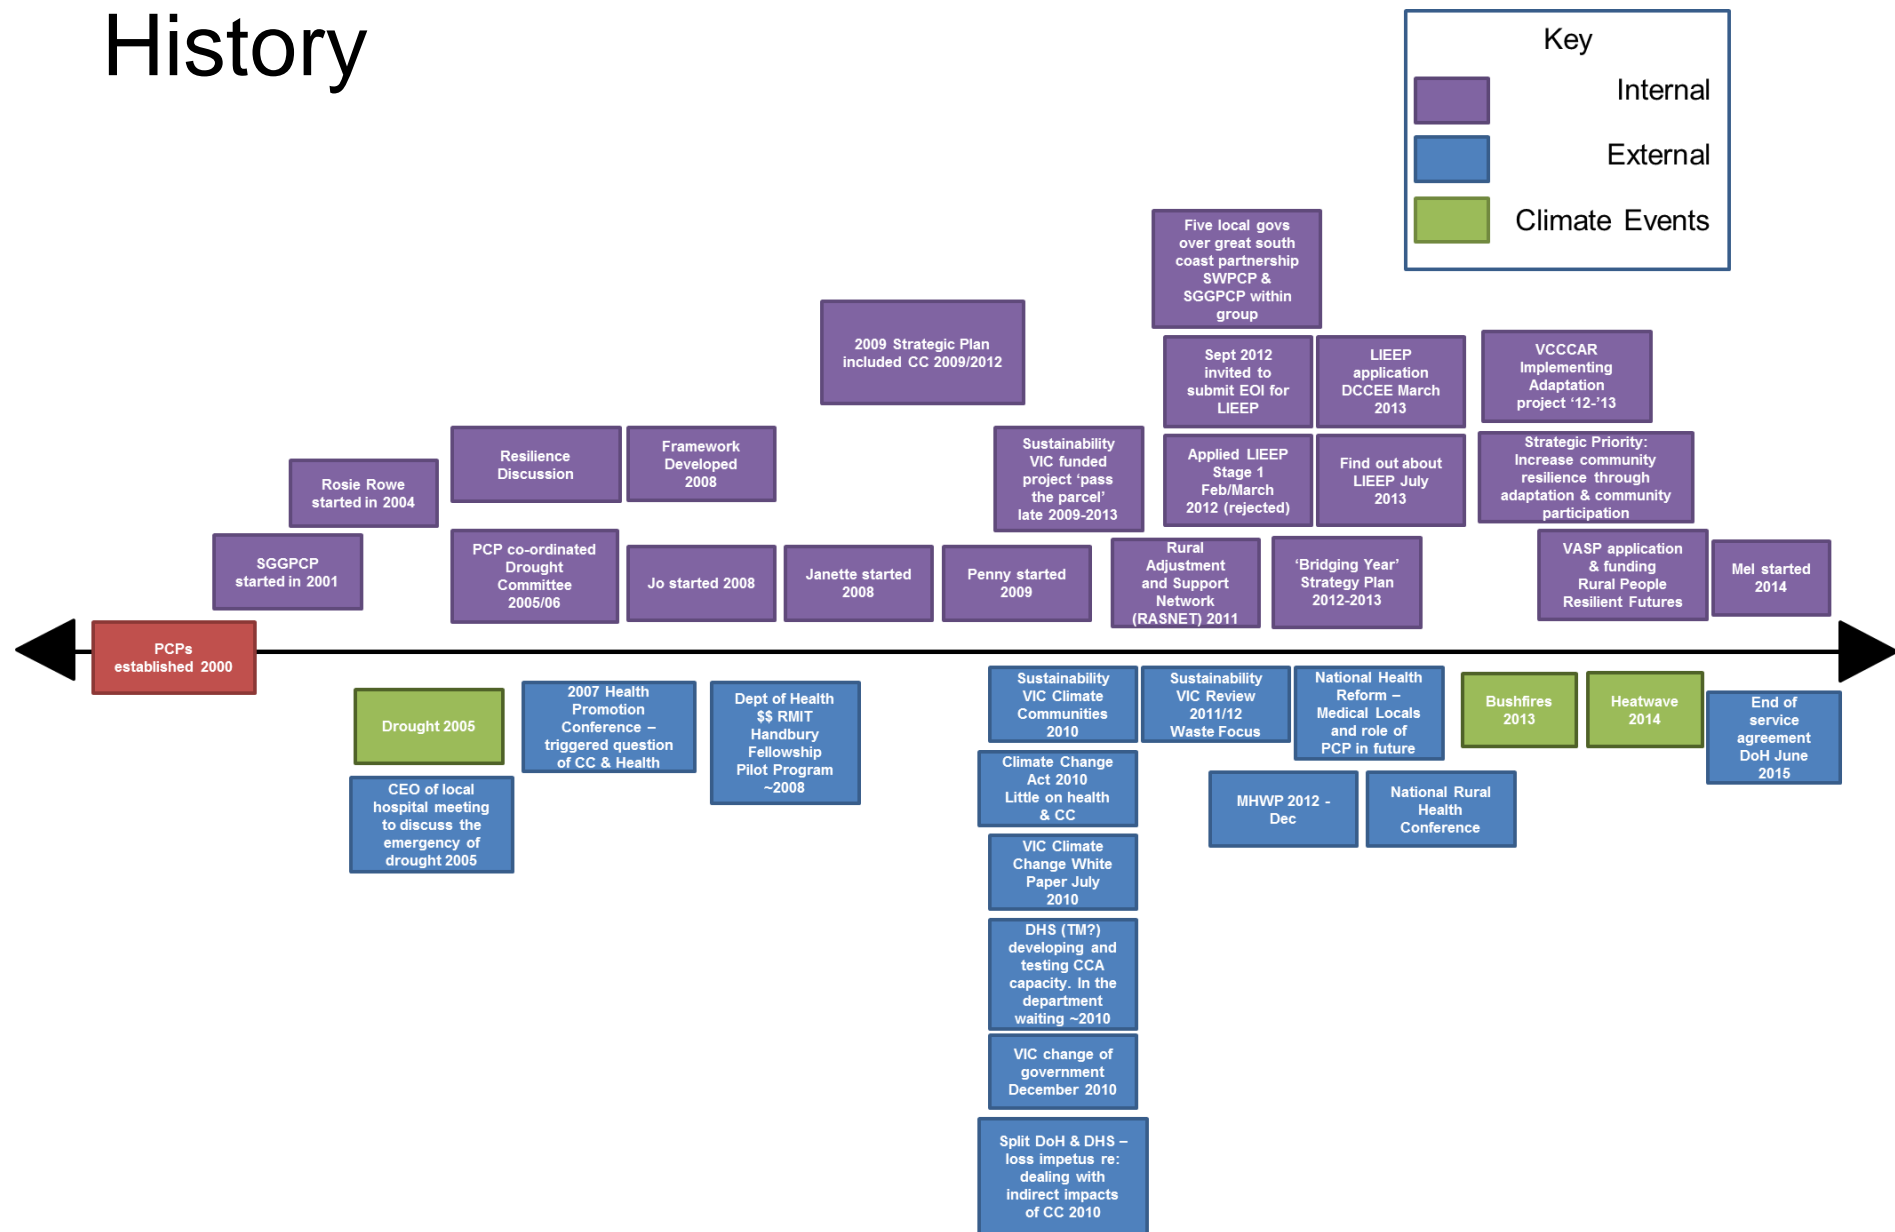 History
Key
Internal
External
Climate Events
Five local govs
over great south
coast partnership
SWPCP &
SGGPCP within
group
2009 Strategic Plan
included CC 2009/2012
Sept 2012
invited to
submit EOI for
LIEEP
LIEEP
application
DCCEE March
2013
VCCCAR
Implementing
Adaptation
project ‘12-’13
Rosie Rowe
started in 2004
Resilience
Discussion
Framework
Developed
2008
Sustainability
VIC funded
project ‘pass
the parcel’
late 2009-2013
Applied LIEEP
Stage 1
Feb/March
2012 (rejected)
Find out about
LIEEP July
2013
Strategic Priority:
Increase community
resilience through
adaptation & community
participation
SGGPCP
started in 2001
PCP co-ordinated
Drought
Committee
2005/06
Jo started 2008
Janette started
2008
Penny started
2009
Rural
Adjustment
and Support
Network
(RASNET) 2011
‘Bridging Year’
Strategy Plan
2012-2013
VASP application
& funding
Rural People
Resilient Futures
Mel started
2014
PCPs
established 2000
Drought 2005
2007 Health
Promotion
Conference –
triggered question
of CC & Health
Dept of Health
$$ RMIT
Handbury
Fellowship
Pilot Program
~2008
Sustainability
VIC Climate
Communities
2010
Sustainability
VIC Review
2011/12
Waste Focus
National Health
Reform –
Medical Locals
and role of
PCP in future
Bushfires
2013
Heatwave
2014
End of
service
agreement
DoH June
2015
CEO of local
hospital meeting
to discuss the
emergency of
drought 2005
Climate Change
Act 2010
Little on health
& CC
MHWP 2012 -
Dec
National Rural
Health
Conference
VIC Climate
Change White
Paper July
2010
DHS (TM?)
developing and
testing CCA
capacity. In the
department
waiting ~2010
VIC change of
government
December 2010
Split DoH & DHS –
loss impetus re:
dealing with
indirect impacts
of CC 2010